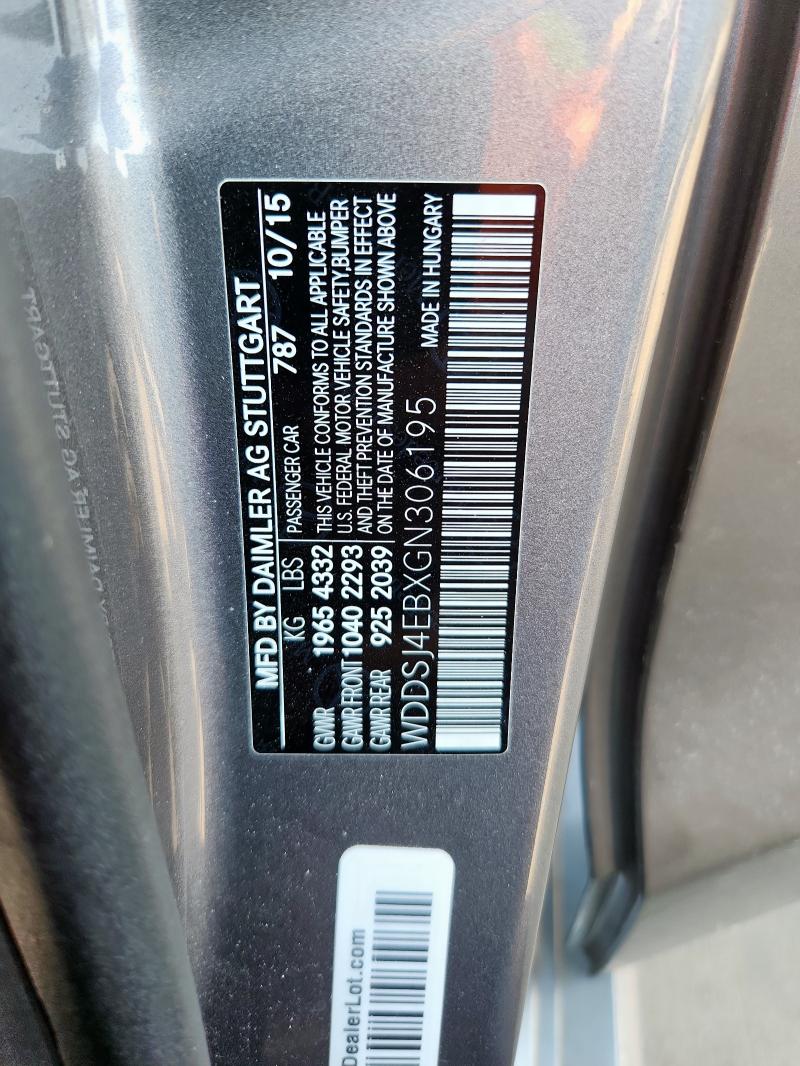 MFD BY DAIMLER AG STUTTGART
787 10/15
KG LBS PASSENGER CAR
GVWR 1965 4332
GAWR FRONT 1040 2293
GAWR REAR 925 2039
THIS VEHICLE CONFORMS TO ALL APPLICABLE
U.S. FEDERAL MOTOR VEHICLE SAFETY,BUMPER
AND THEFT PREVENTION STANDARDS IN EFFECT
ON THE DATE OF MANUFACTURE SHOWN ABOVE
MADE IN HUNGARY
WDDSJ4EBXGN306195
DealerLot.com